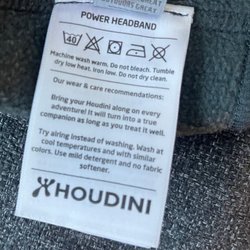 OUTDOORS GREAT
POWER HEADBAND
40
Machine wash warm. Do not bleach. Tumble
dry low heat. Iron low. Do not dry clean.
Our wear & care recommendations:
Bring your Houdini along on every
adventure! It will turn into a true
companion as long as you treat it well.
Try airing instead of washing. Wash at
cool temperatures and with similar
colors. Use mild detergent and no fabric
softener.
HOUDINI